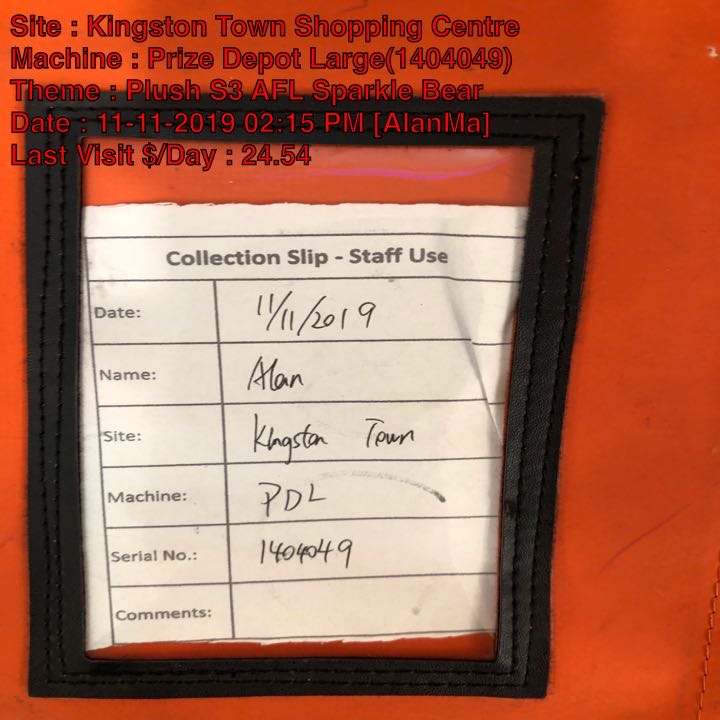 Site : Kingston Town Shopping Centre
Machine : Prize Depot Large(1404049)
Theme : Plush S3 AFL Sparkle Bear
Date : 11-11-2019 02:15 PM [AlanMa]
Last Visit $/Day : 24.54
Collection Slip - Staff Use
Date: 11/11/2019
Name: Alan
Site: Kingston Town
Machine: PDL
Serial No.: 1404049
Comments: